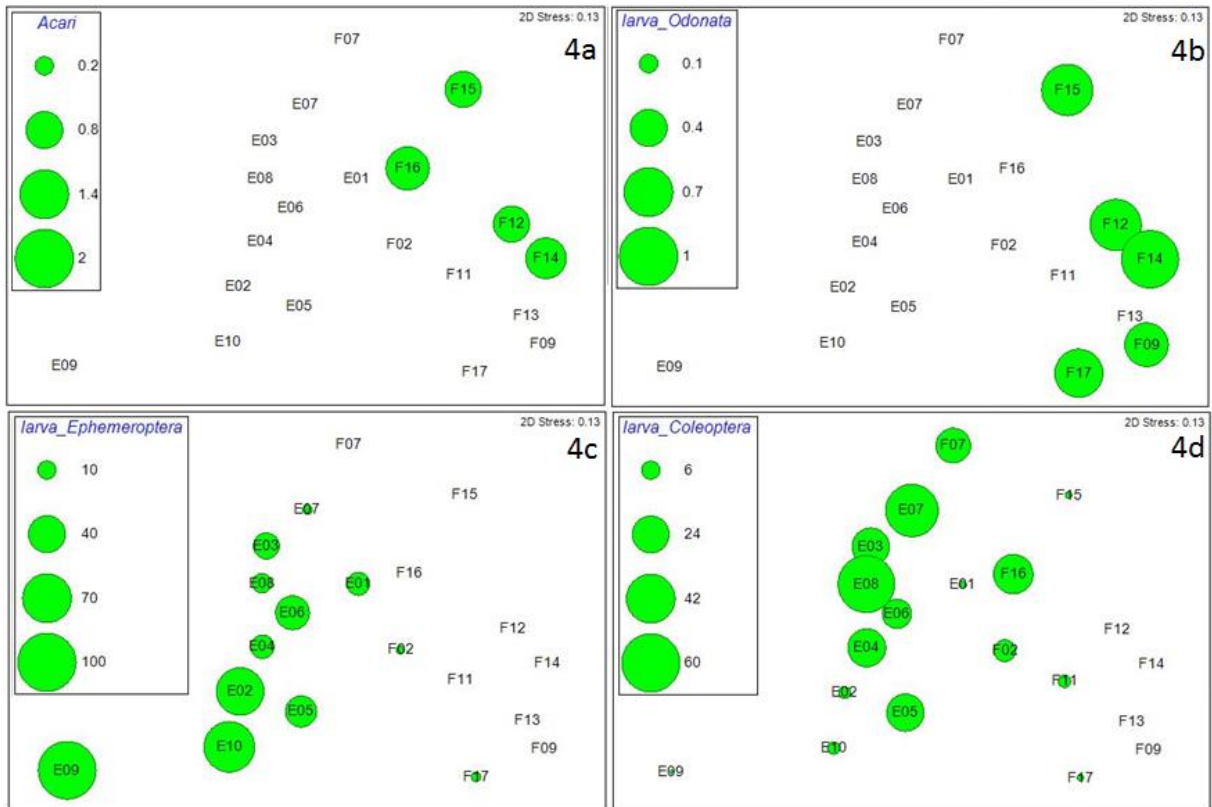 Acari
2D Stress: 0.13
4a
0.2
0.8
1.4
2
F07
F15
E07
E03
F16
E08
E01
E06
F12
E04
F02
F14
F11
E02
E05
F13
E10
F09
E09
F17
larva_Odonata
2D Stress: 0.13
4b
0.1
0.4
0.7
1
F07
F15
E07
E03
F16
E08
E01
E06
F12
E04
F02
F14
F11
E02
E05
F13
E10
F09
E09
F17
larva_Ephemeroptera
2D Stress: 0.13
4c
10
40
70
100
F07
F15
E07
E03
F16
E08
E01
E06
F12
E04
F02
F14
F11
E02
E05
F13
E10
F09
E09
F17
larva_Coleoptera
2D Stress: 0.13
4d
6
24
42
60
F07
F15
E07
E03
F16
E08
E01
E06
F12
E04
F02
F14
F11
E02
E05
F13
E10
F09
E09
F17